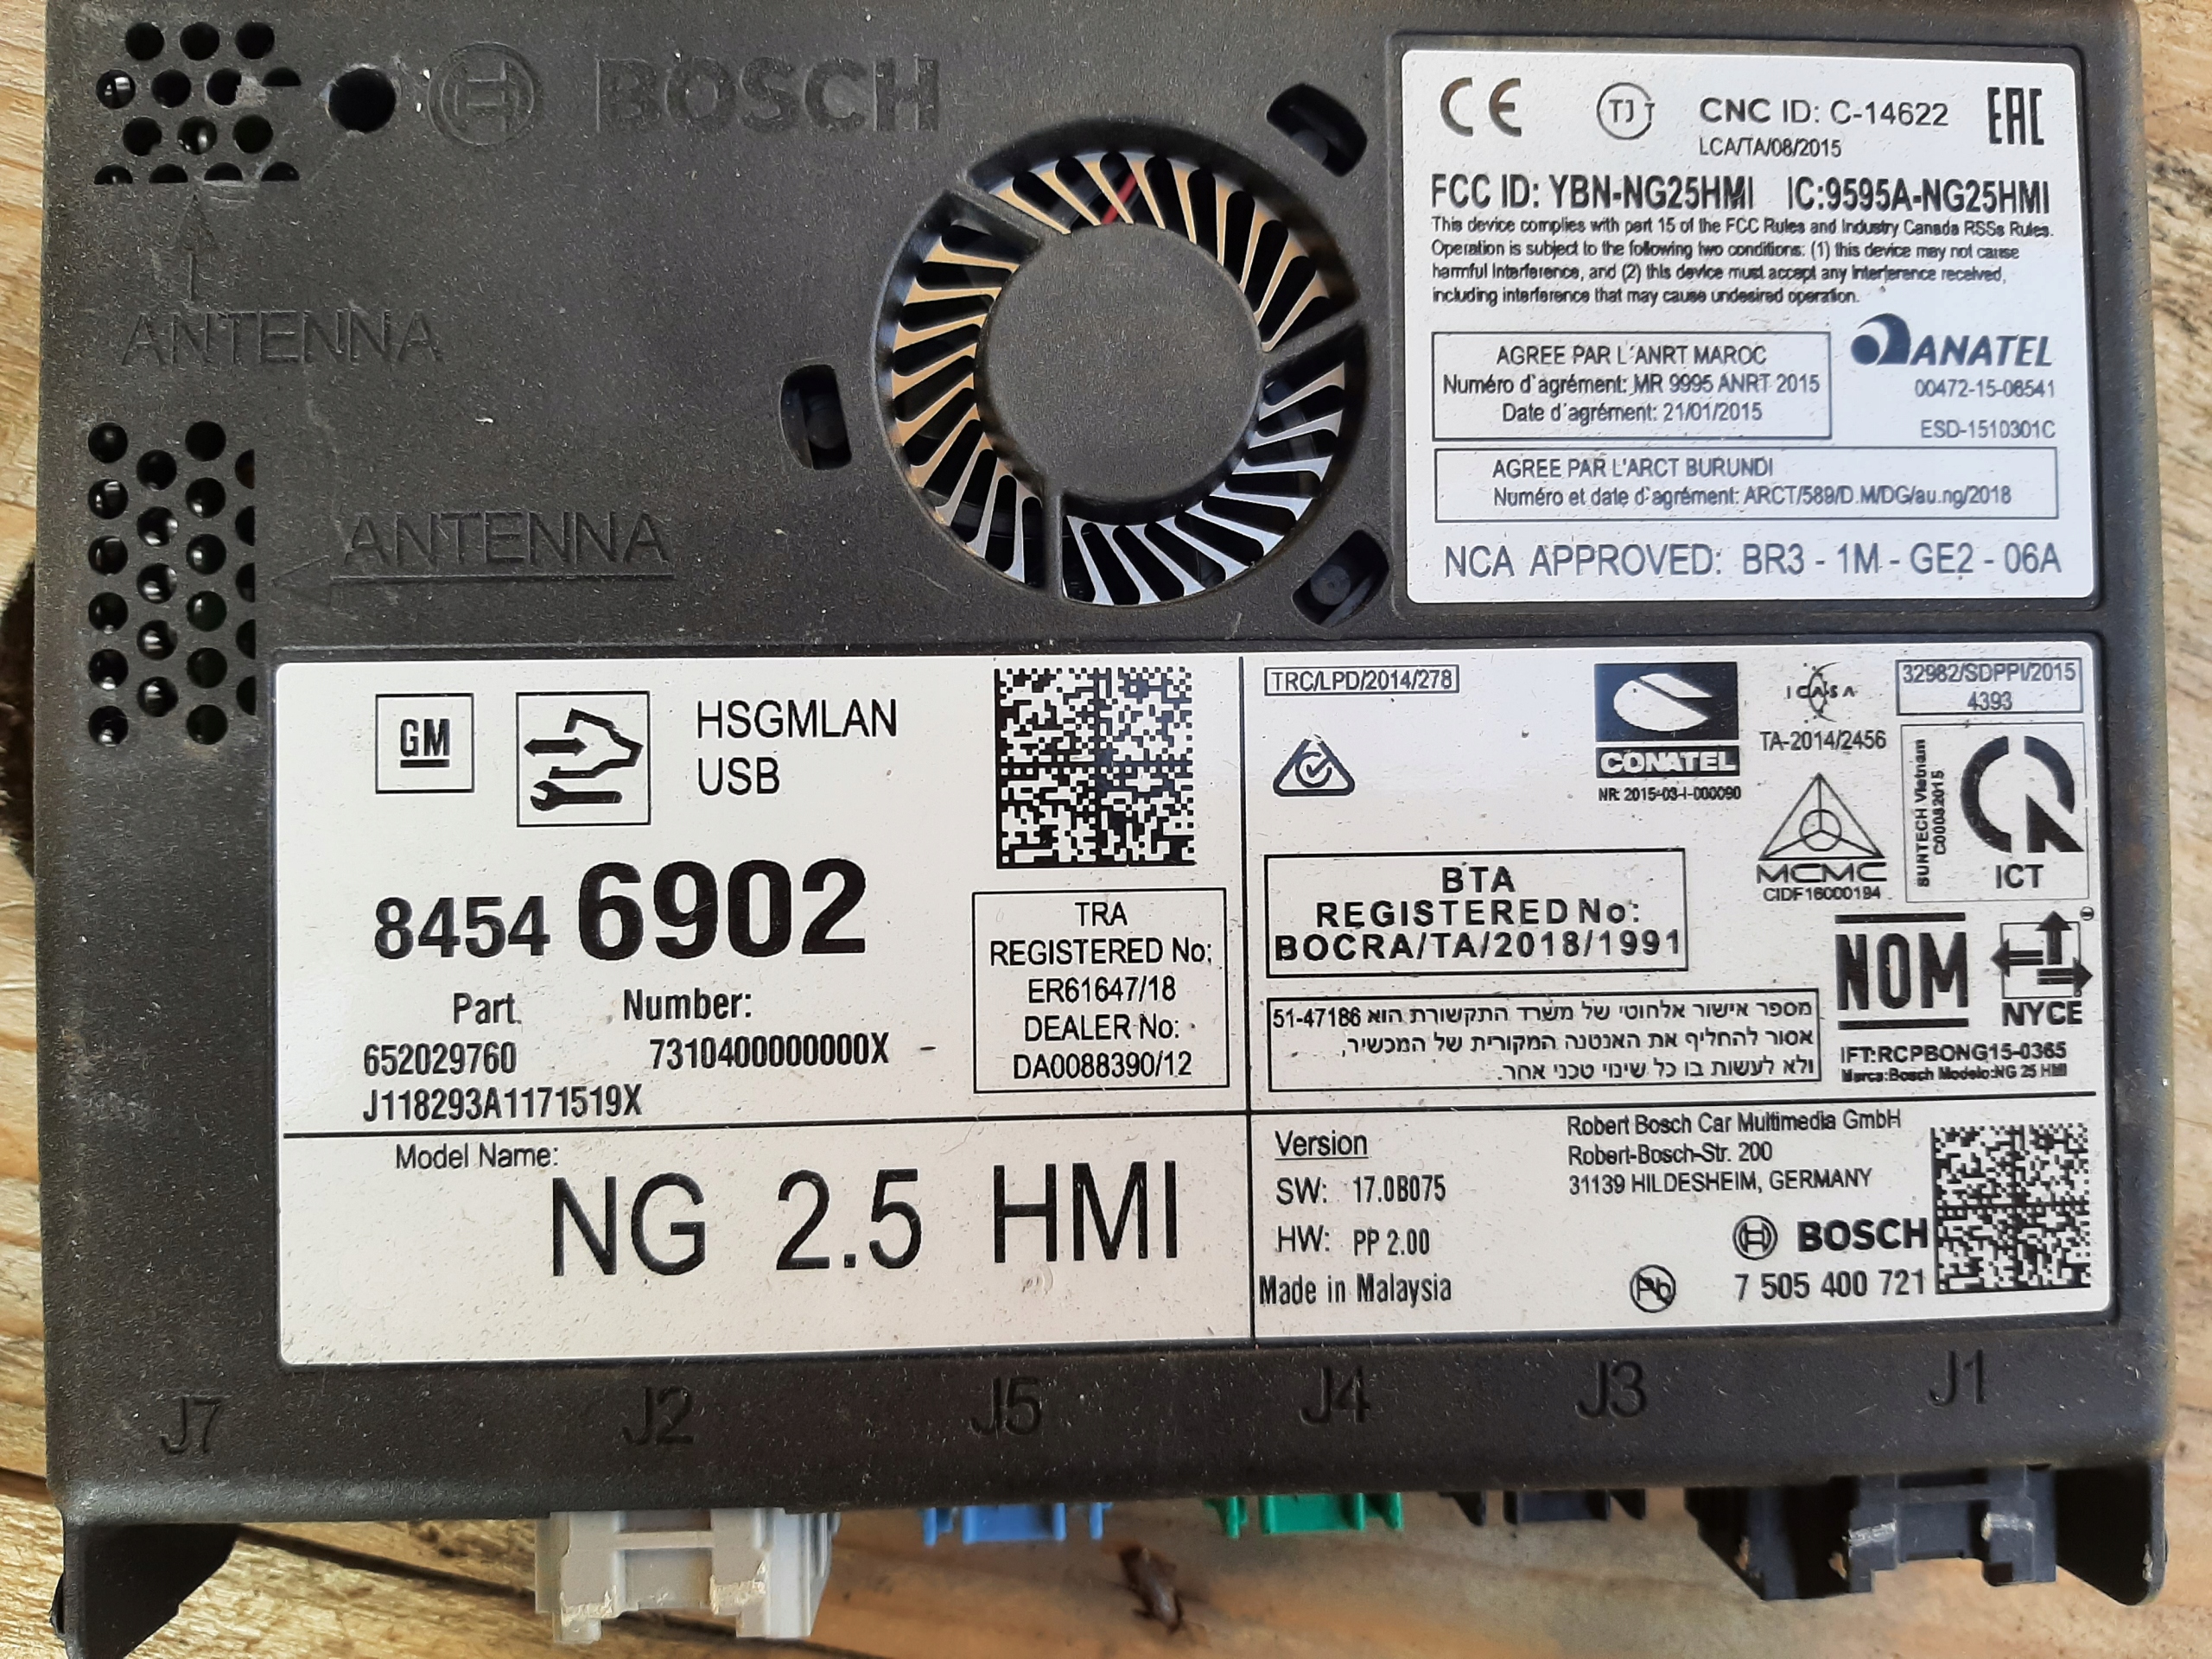 BOSCH
ANTENNA
ANTENNA
CE
TJT
CNC ID: C-14622
LCA/TA/08/2015
EAC
FCC ID: YBN-NG25HMI IC:9595A-NG25HMI
This device complies with part 15 of the FCC Rules and Industry Canada RSSs Rules.
Operation is subject to the following two conditions: (1) this device may not cause
harmful Interference, and (2) this device must accept any interference received,
including interference that may cause undesired operation.
AGREE PAR L'ANRT MAROC
Numéro d'agrément: MR 9995 ANRT 2015
Date d'agrément: 21/01/2015
ANATEL
00472-15-06541
ESD-1510301C
AGREE PAR L'ARCT BURUNDI
Numéro et date d'agrément: ARCT/589/D.M/DG/au.ng/2018
NCA APPROVED: BR3 - 1M - GE2 - 06A
GM
HSGMLAN
USB
8454 6902
Part Number:
652029760 7310400000000X -
J118293A1171519X
TRA
REGISTERED No:
ER61647/18
DEALER No:
DA0088390/12
Model Name:
NG 2.5 HMI
TRC/LPD/2014/278
CONATEL
NR: 2015-03-I-000090
ICASA
TA-2014/2456
32982/SDPPI/2015
4393
MCMC
CIDF16000194
SUNTECH Vietnam
C00082015
ICT
BTA
REGISTERED No:
BOCRA/TA/2018/1991
מספר אישור אלחוטי של משרד התקשורת הוא 51-47186
אסור להחליף את האנטנה המקורית של המכשיר,
ולא לעשות בו כל שינוי טכני אחר.
NOM
NYCE
IFT:RCPBONG15-0365
Marca:Bosch Modelo:NG 25 HMI
Version
SW: 17.0B075
HW: PP 2.00
Made in Malaysia
Robert Bosch Car Multimedia GmbH
Robert-Bosch-Str. 200
31139 HILDESHEIM, GERMANY
BOSCH
Pb
7 505 400 721
J7 J2 J5 J4 J3 J1